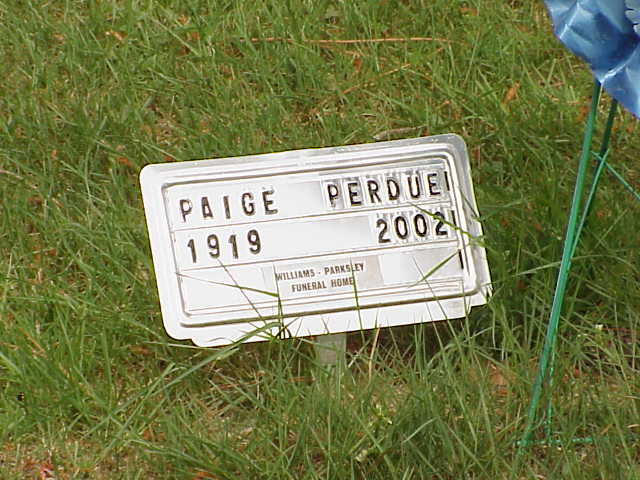 PAIGE PERDUE
1919 2002
WILLIAMS - PARKSLEY
FUNERAL HOME